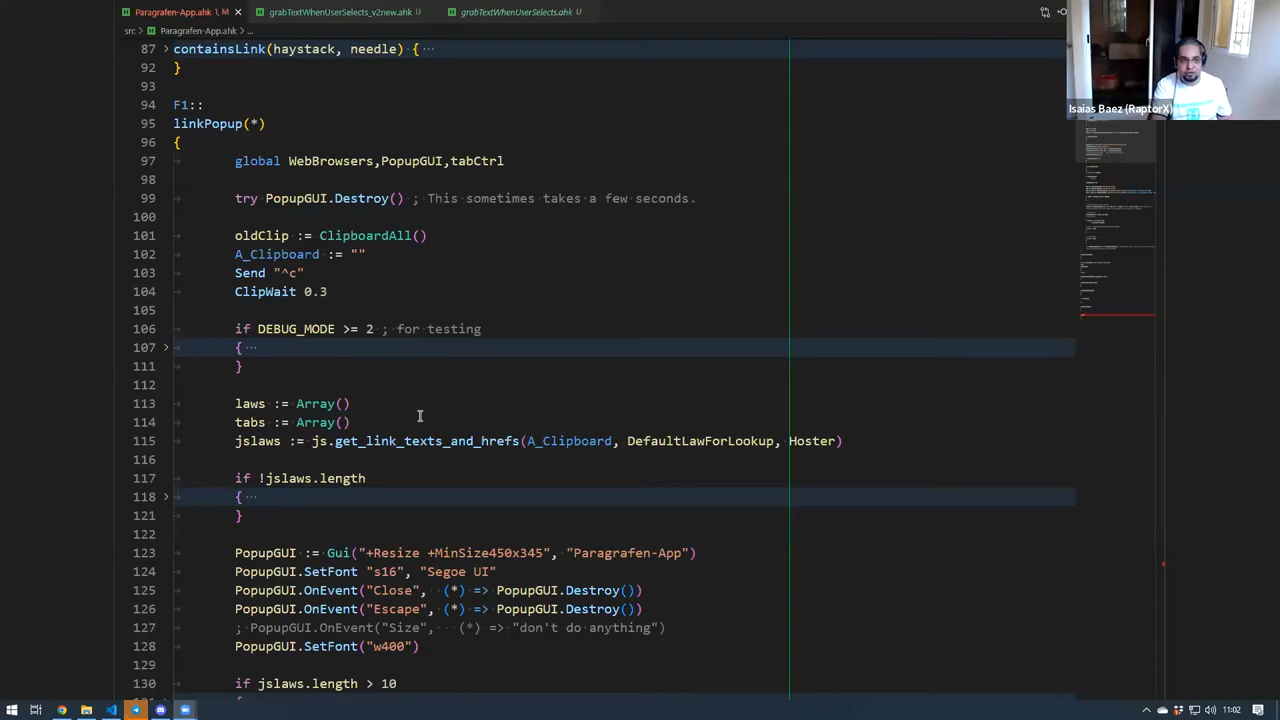 Paragrafen-App.ahk 1, M
grabTextWhenUserSelects_v2new.ahk U
grabTextWhenUserSelects.ahk U
src > Paragrafen-App.ahk > ...
Isaias Baez (RaptorX)
87 containsLink(haystack, needle) { ...
92 }
93
94 F1::
95 linkPopup(*)
96 {
97 global WebBrowsers,PopupGUI,tabCtrl
98
99 try PopupGUI.Destroy() times takes a few seconds.
100
101 oldClip := ClipboardAll()
102 A_Clipboard := ""
103 Send "^c"
104 ClipWait 0.3
105
106 if DEBUG_MODE >= 2 ; for testing
107 { ...
111 }
112
113 laws := Array()
114 tabs := Array()
115 jslaws := js.get_link_texts_and_hrefs(A_Clipboard, DefaultLawForLookup, Hoster)
116
117 if !jslaws.length
118 { ...
121 }
122
123 PopupGUI := Gui("+Resize +MinSize450x345", "Paragrafen-App")
124 PopupGUI.SetFont "s16", "Segoe UI"
125 PopupGUI.OnEvent("Close", (*) => PopupGUI.Destroy())
126 PopupGUI.OnEvent("Escape", (*) => PopupGUI.Destroy())
127 ; PopupGUI.OnEvent("Size", (*) => "don't do anything")
128 PopupGUI.SetFont("w400")
129
130 if jslaws.length > 10
11:02